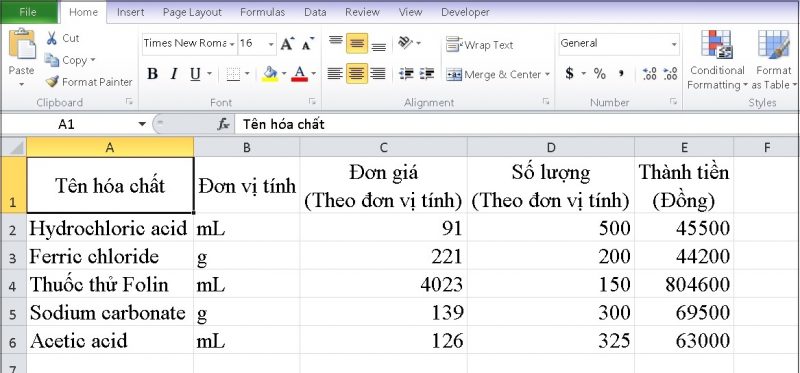 File Home Insert Page Layout Formulas Data Review View Developer
Cut
Copy
Format Painter
Paste
Clipboard
Times New Roma 16 A A
B I U A
Font
Wrap Text
Merge & Center
Alignment
General
$ % , .0 .00 .00 .0
Number
Conditional Formatting
Format as Table
Styles
A1 fx Tên hóa chất
A B C D E F
1 Tên hóa chất Đơn vị tính Đơn giá (Theo đơn vị tính) Số lượng (Theo đơn vị tính) Thành tiền (Đồng)
2 Hydrochloric acid mL 91 500 45500
3 Ferric chloride g 221 200 44200
4 Thuốc thử Folin mL 4023 150 804600
5 Sodium carbonate g 139 300 69500
6 Acetic acid mL 126 325 63000
7